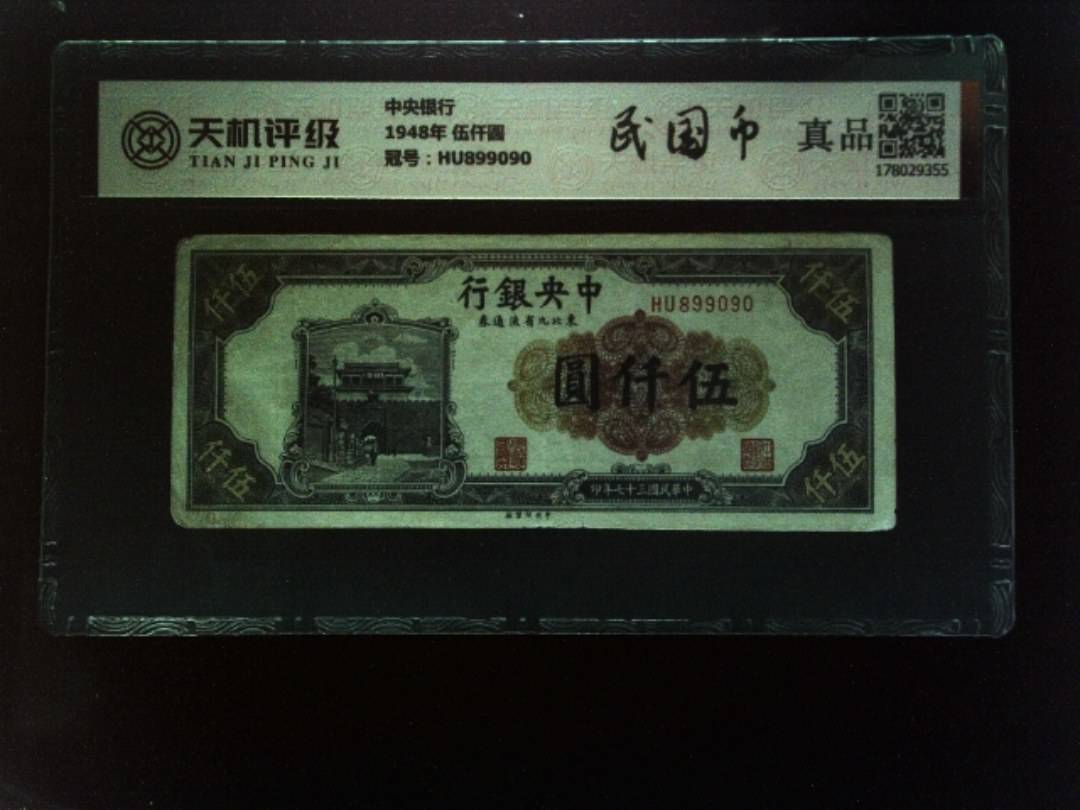 天机评级
TIAN JI PING JI
中央银行
1948年 伍仟圓
冠号：HU899090
民国币
真品
178029355
行銀央中
券通流省九北東
HU899090
圓仟伍
仟伍
仟伍
仟伍
仟伍
印年七十三國民華中